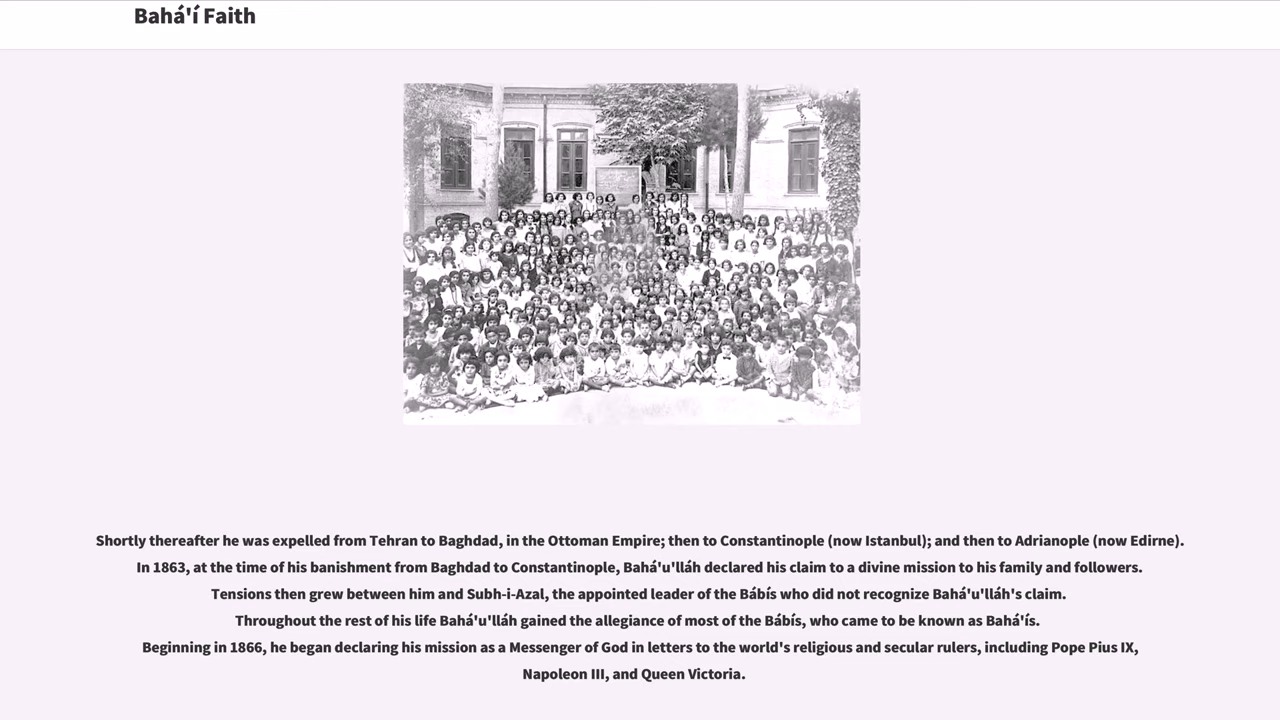 Bahá'í Faith
Shortly thereafter he was expelled from Tehran to Baghdad, in the Ottoman Empire; then to Constantinople (now Istanbul); and then to Adrianople (now Edirne).
In 1863, at the time of his banishment from Baghdad to Constantinople, Bahá'u'lláh declared his claim to a divine mission to his family and followers.
Tensions then grew between him and Subh-i-Azal, the appointed leader of the Bábís who did not recognize Bahá'u'lláh's claim.
Throughout the rest of his life Bahá'u'lláh gained the allegiance of most of the Bábís, who came to be known as Bahá'ís.
Beginning in 1866, he began declaring his mission as a Messenger of God in letters to the world's religious and secular rulers, including Pope Pius IX,
Napoleon III, and Queen Victoria.